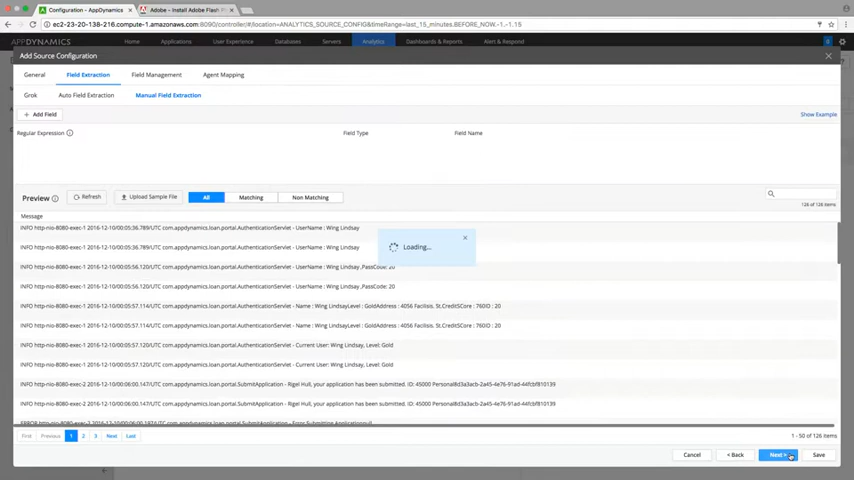 Configuration - AppDynamics
Adobe - Install Adobe Flash P
ec2-23-20-138-216.compute-1.amazonaws.com:8090/controller/#/location=ANALYTICS_SOURCE_CONFIG&timeRange=last_15_minutes.BEFORE_NOW.-1.-1.15
APPDYNAMICS
Home
Applications
User Experience
Databases
Servers
Analytics
Dashboards & Reports
Alert & Respond
Add Source Configuration
General
Field Extraction
Field Management
Agent Mapping
Grok
Auto Field Extraction
Manual Field Extraction
+ Add Field
Show Example
Regular Expression
Field Type
Field Name
Preview
Refresh
Upload Sample File
All
Matching
Non Matching
126 of 126 items
Message
INFO http-nio-8080-exec-1 2016-12-10/00:05:36.789/UTC com.appdynamics.loan.portal.AuthenticationServlet - UserName : Wing Lindsay
INFO http-nio-8080-exec-1 2016-12-10/00:05:36.789/UTC com.appdynamics.loan.portal.AuthenticationServlet - UserName : Wing Lindsay
Loading...
INFO http-nio-8080-exec-1 2016-12-10/00:05:56.120/UTC com.appdynamics.loan.portal.AuthenticationServlet - UserName : Wing Lindsay ,PassCode: 20
INFO http-nio-8080-exec-1 2016-12-10/00:05:56.120/UTC com.appdynamics.loan.portal.AuthenticationServlet - UserName : Wing Lindsay ,PassCode: 20
INFO http-nio-8080-exec-1 2016-12-10/00:05:57.114/UTC com.appdynamics.loan.portal.AuthenticationServlet - Name : Wing LindsayLevel : GoldAddress : 4056 Facilisis. St.CreditSCore : 760ID : 20
INFO http-nio-8080-exec-1 2016-12-10/00:05:57.114/UTC com.appdynamics.loan.portal.AuthenticationServlet - Name : Wing LindsayLevel : GoldAddress : 4056 Facilisis. St.CreditSCore : 760ID : 20
INFO http-nio-8080-exec-1 2016-12-10/00:05:57.120/UTC com.appdynamics.loan.portal.AuthenticationServlet - Current User: Wing Lindsay, Level: Gold
INFO http-nio-8080-exec-1 2016-12-10/00:05:57.120/UTC com.appdynamics.loan.portal.AuthenticationServlet - Current User: Wing Lindsay, Level: Gold
INFO http-nio-8080-exec-2 2016-12-10/00:06:00.147/UTC com.appdynamics.loan.portal.SubmitApplication - Rigel Hull, your application has been submitted. ID: 45000 Personal8d3a3acb-2a45-4e76-91ad-44fcbf810139
INFO http-nio-8080-exec-2 2016-12-10/00:06:00.147/UTC com.appdynamics.loan.portal.SubmitApplication - Rigel Hull, your application has been submitted. ID: 45000 Personal8d3a3acb-2a45-4e76-91ad-44fcbf810139
First
Previous
1
2
3
Next
Last
1 - 50 of 126 items
Cancel
< Back
Next >
Save